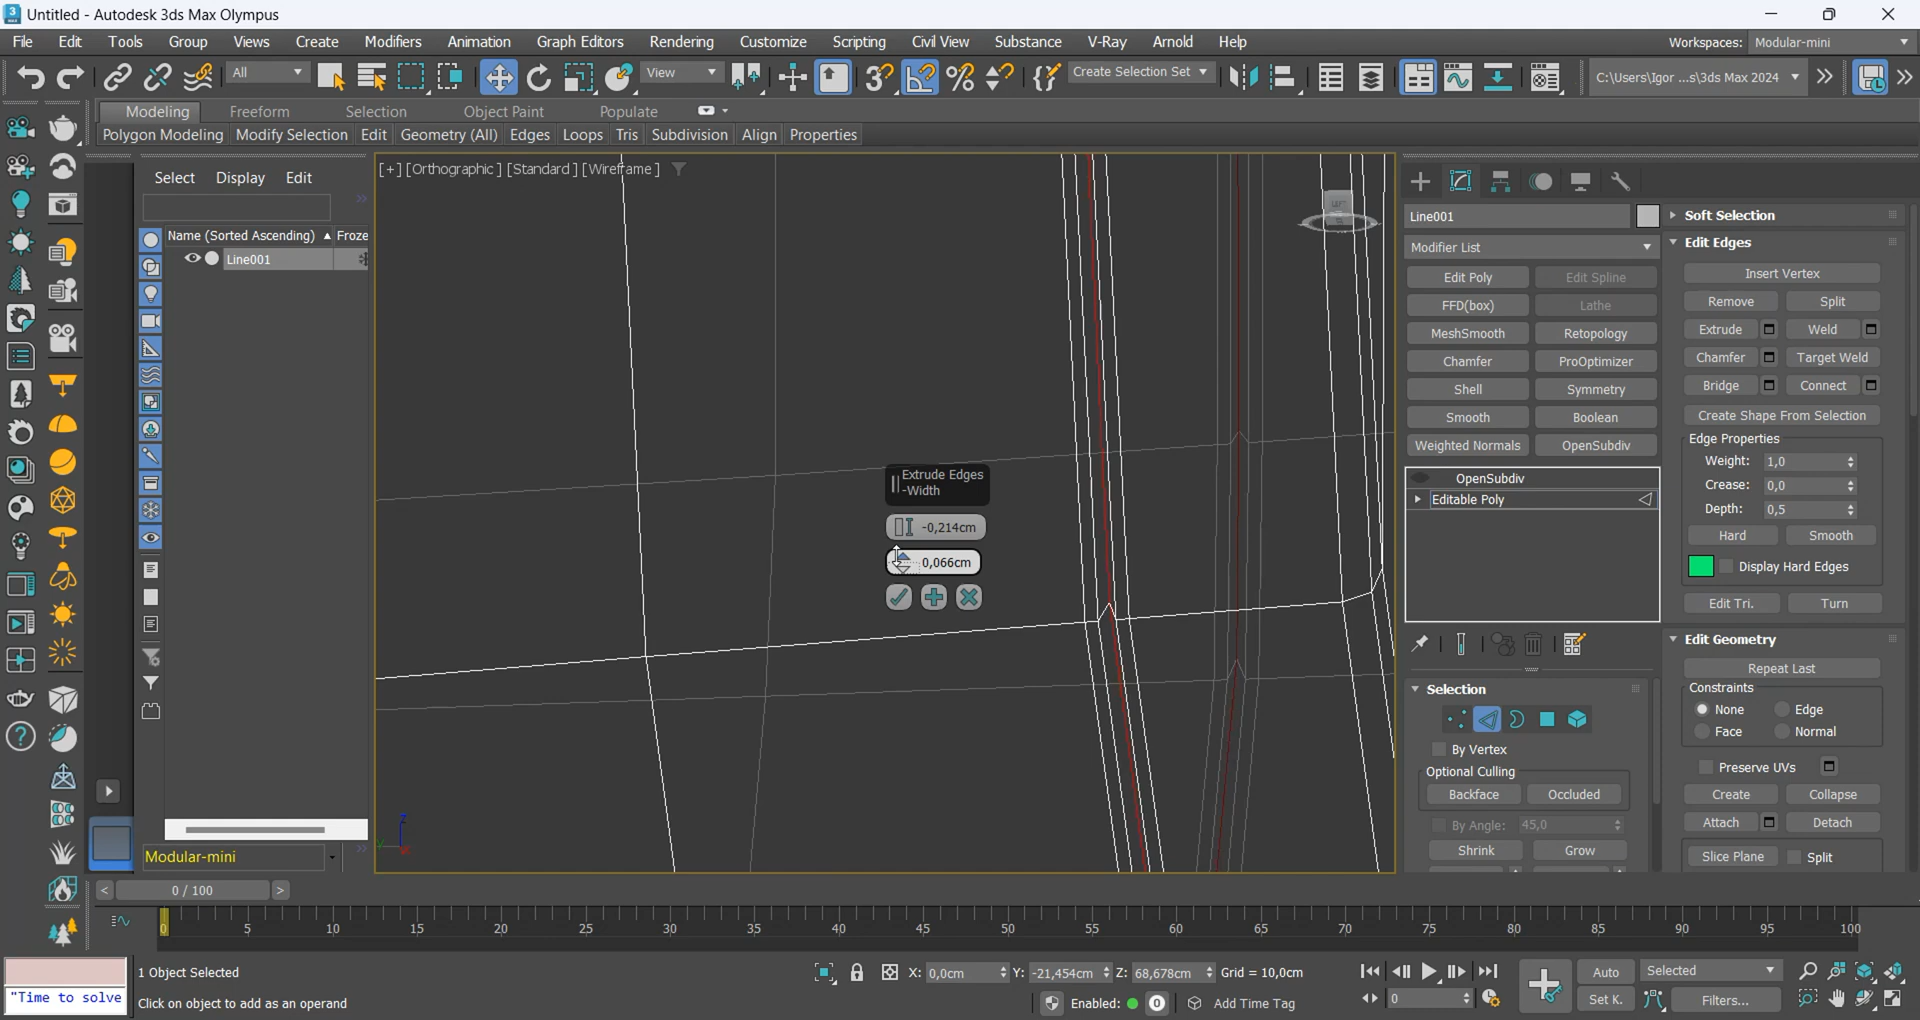 Untitled - Autodesk 3ds Max Olympus
File Edit Tools Group Views Create Modifiers Animation Graph Editors Rendering Customize Scripting Civil View Substance V-Ray Arnold Help
Workspaces: Modular-mini
All
View
Create Selection Set
C:\Users\Igor ...s\3ds Max 2024
Modeling Freeform Selection Object Paint Populate
Polygon Modeling Modify Selection Edit Geometry (All) Edges Loops Tris Subdivision Align Properties
Select Display Edit
Name (Sorted Ascending) Froze
Line001
Modular-mini
[+] [Orthographic ] [Standard ] [Wireframe ]
Extrude Edges
-Width
-0,214cm
0,066cm
Line001
Modifier List
Edit Poly Edit Spline
FFD(box) Lathe
MeshSmooth Retopology
Chamfer ProOptimizer
Shell Symmetry
Smooth Boolean
Weighted Normals OpenSubdiv
OpenSubdiv
Editable Poly
Selection
By Vertex
Optional Culling
Backface Occluded
By Angle: 45,0
Shrink Grow
Soft Selection
Edit Edges
Insert Vertex
Remove Split
Extrude Weld
Chamfer Target Weld
Bridge Connect
Create Shape From Selection
Edge Properties
Weight: 1,0
Crease: 0,0
Depth: 0,5
Hard Smooth
Display Hard Edges
Edit Tri. Turn
Edit Geometry
Repeat Last
Constraints
None Edge
Face Normal
Preserve UVs
Create Collapse
Attach Detach
Slice Plane Split
< 0 / 100 >
0 5 10 15 20 25 30 35 40 45 50 55 60 65 70 75 80 85 90 95 100
"Time to solve
1 Object Selected
Click on object to add as an operand
X: 0,0cm Y: -21,454cm Z: 68,678cm Grid = 10,0cm
Enabled: 0 Add Time Tag
0
Auto Selected
Set K. Filters...